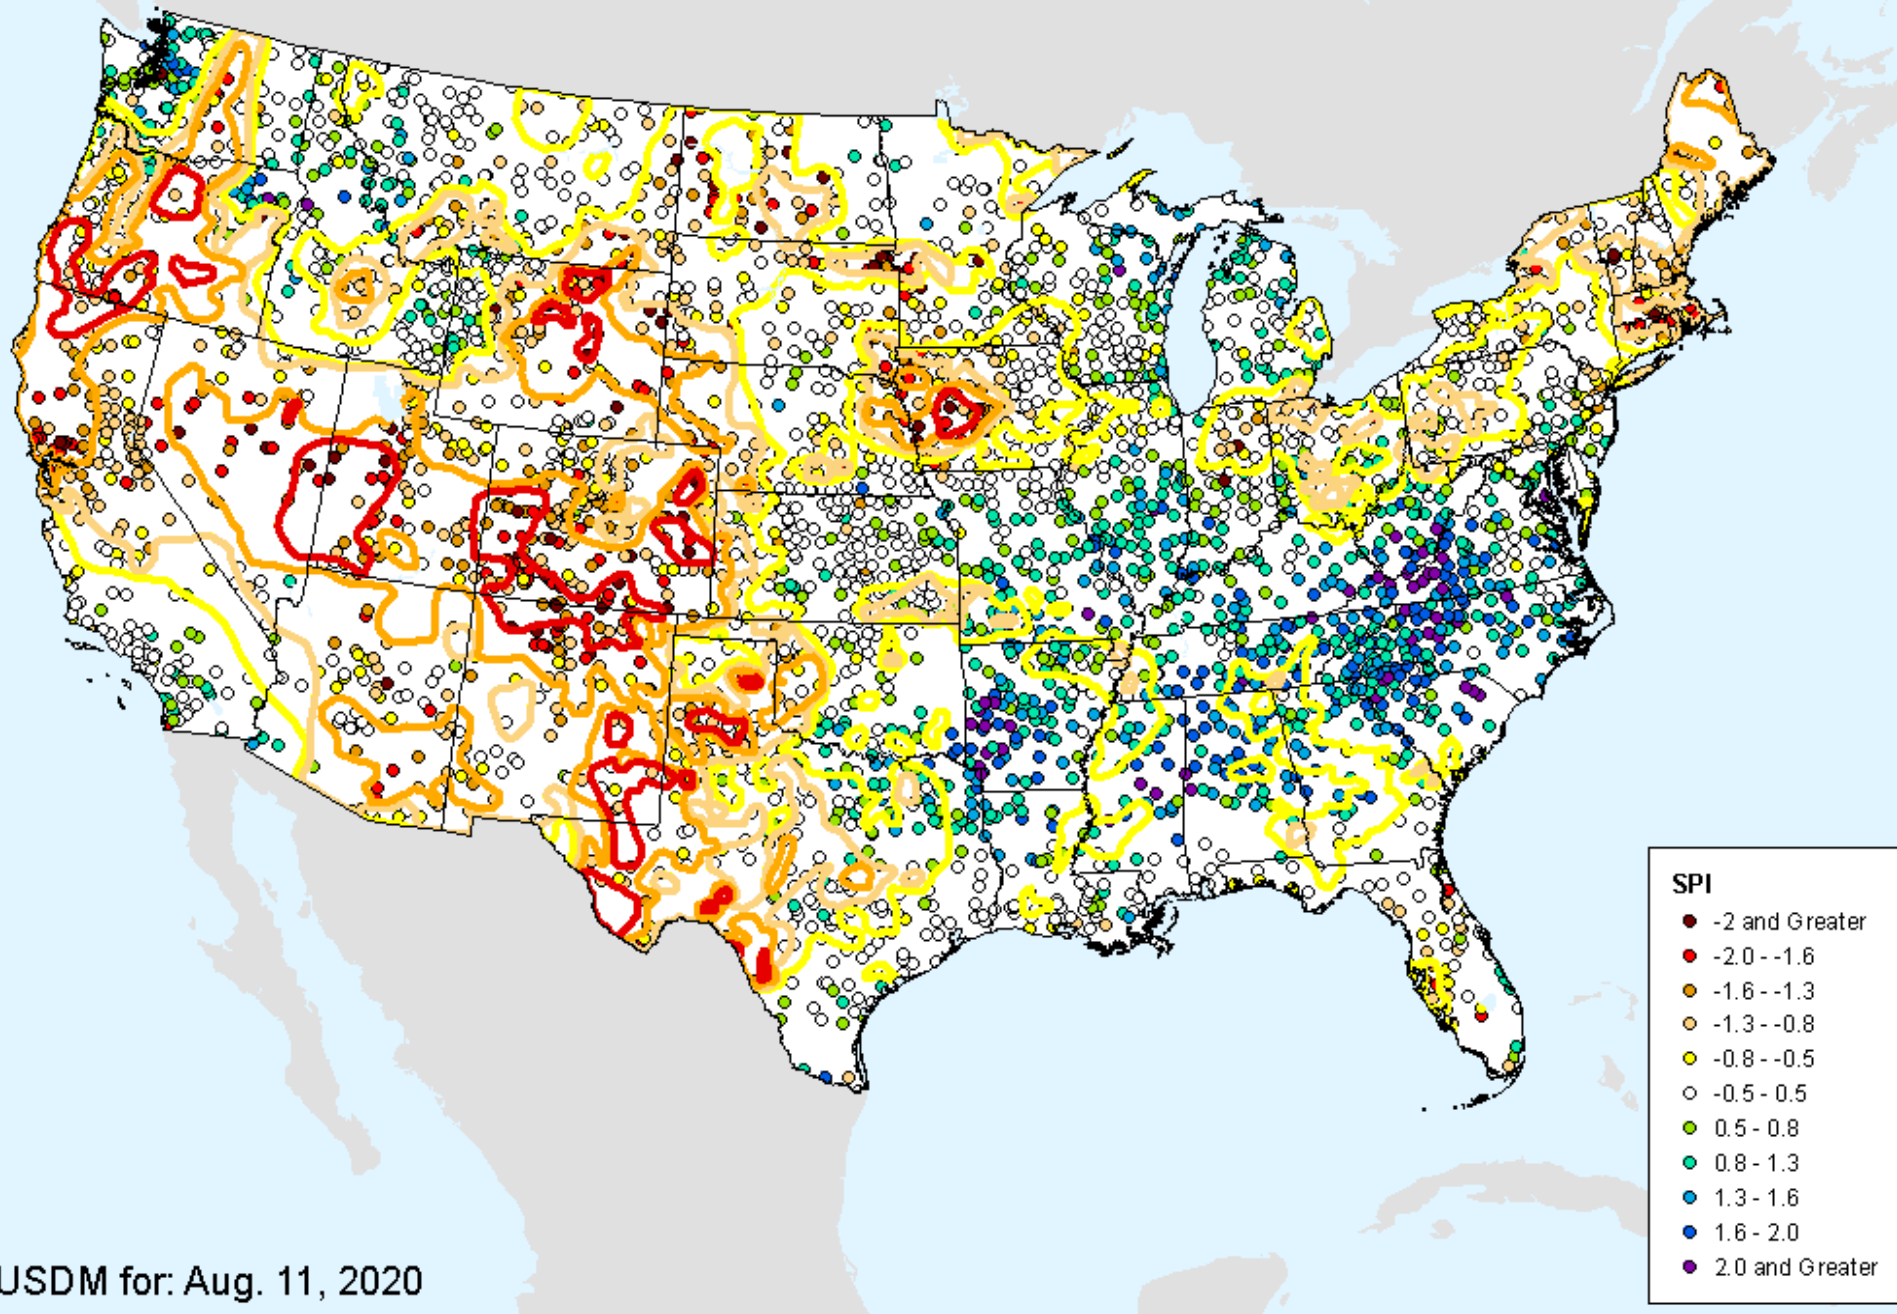 SPI
-2 and Greater
-2.0 - -1.6
-1.6 - -1.3
-1.3 - -0.8
-0.8 - -0.5
-0.5 - 0.5
0.5 - 0.8
0.8 - 1.3
1.3 - 1.6
1.6 - 2.0
2.0 and Greater
USDM for: Aug. 11, 2020